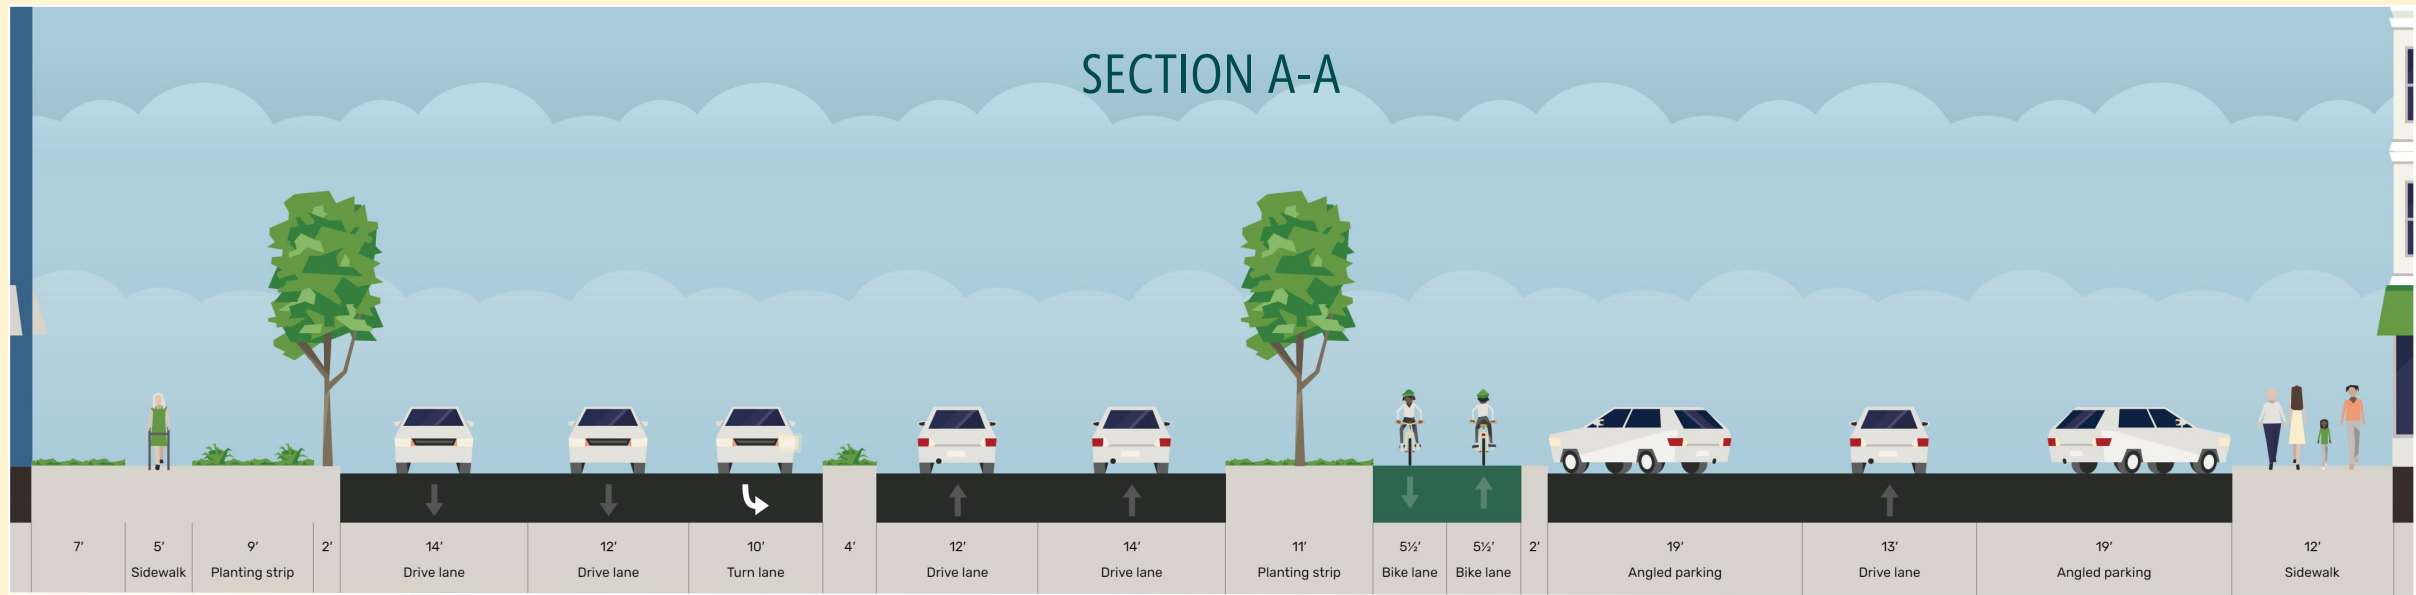 SECTION A-A
7’ 5’ 9’ 2’ 14’ 12’ 10’ 4’ 12’ 14’ 11’ 5½’ 5½’ 2’ 19’ 13’ 19’ 12’
Sidewalk Planting strip Drive lane Drive lane Turn lane Drive lane Drive lane Planting strip Bike lane Bike lane Angled parking Drive lane Angled parking Sidewalk